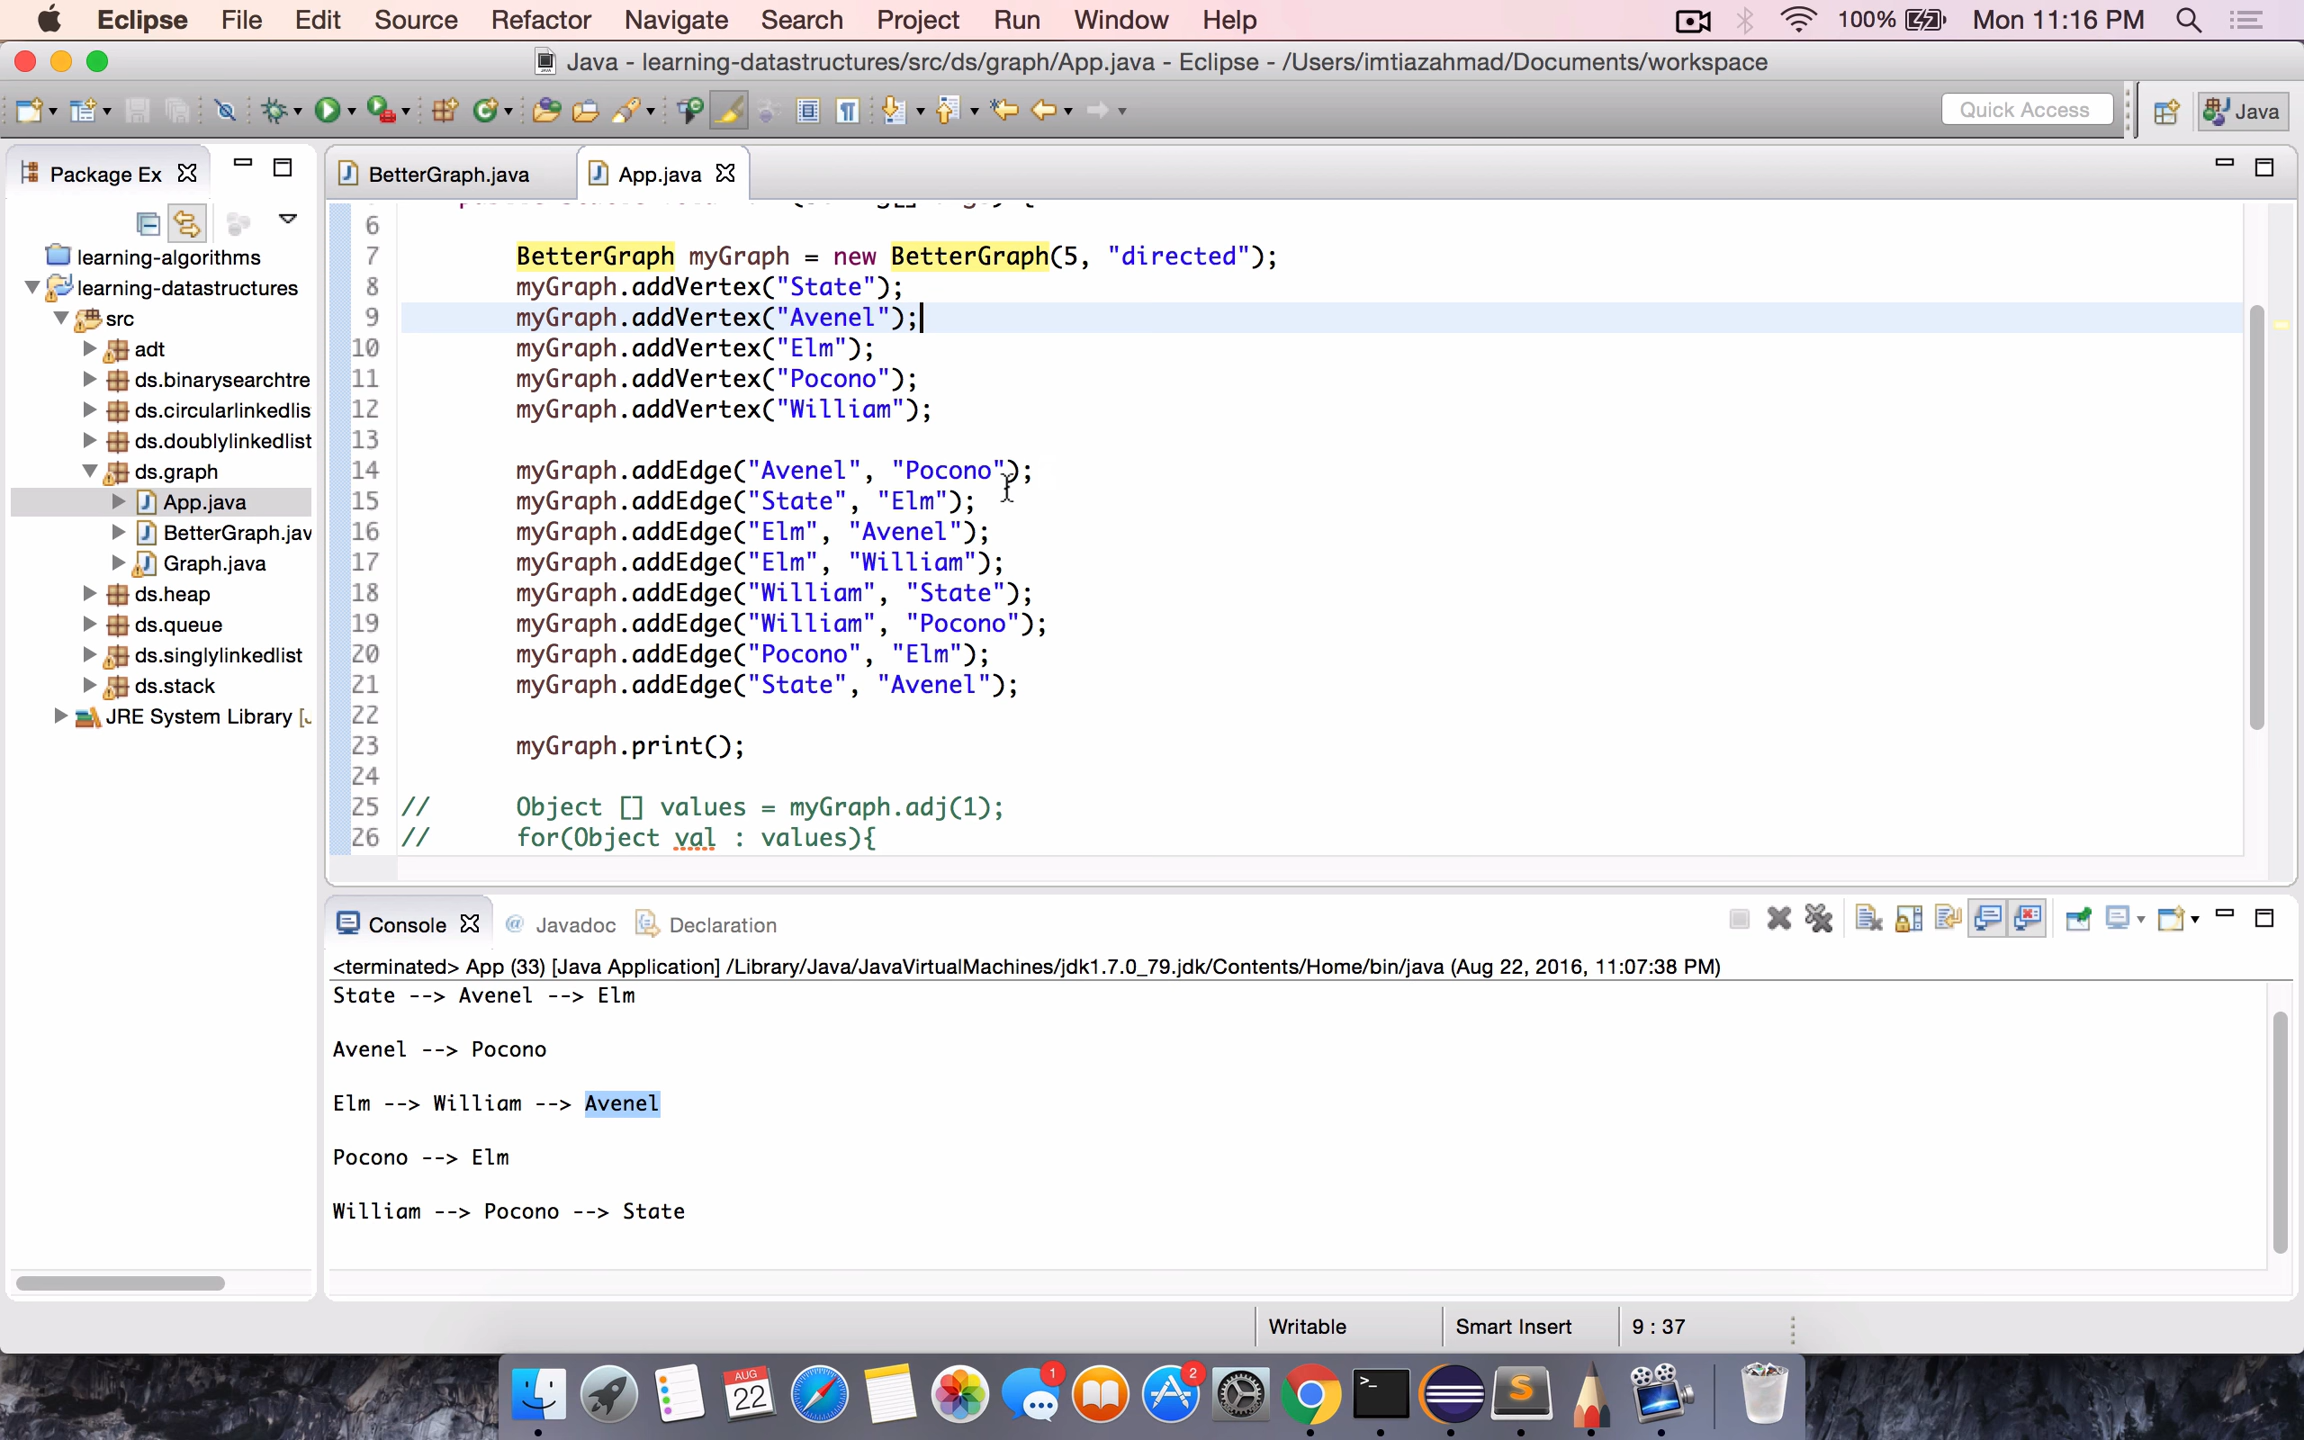 Eclipse File Edit Source Refactor Navigate Search Project Run Window Help 100% Mon 11:16 PM
Java - learning-datastructures/src/ds/graph/App.java - Eclipse - /Users/imtiazahmad/Documents/workspace
Quick Access Java
Package Ex
learning-algorithms
learning-datastructures
src
adt
ds.binarysearchtre
ds.circularlinkedlis
ds.doublylinkedlist
ds.graph
App.java
BetterGraph.jav
Graph.java
ds.heap
ds.queue
ds.singlylinkedlist
ds.stack
JRE System Library [
BetterGraph.java App.java
6
7 BetterGraph myGraph = new BetterGraph(5, "directed");
8 myGraph.addVertex("State");
9 myGraph.addVertex("Avenel");
10 myGraph.addVertex("Elm");
11 myGraph.addVertex("Pocono");
12 myGraph.addVertex("William");
13
14 myGraph.addEdge("Avenel", "Pocono");
15 myGraph.addEdge("State", "Elm");
16 myGraph.addEdge("Elm", "Avenel");
17 myGraph.addEdge("Elm", "William");
18 myGraph.addEdge("William", "State");
19 myGraph.addEdge("William", "Pocono");
20 myGraph.addEdge("Pocono", "Elm");
21 myGraph.addEdge("State", "Avenel");
22
23 myGraph.print();
24
25 // Object [] values = myGraph.adj(1);
26 // for(Object val : values){
Console @ Javadoc Declaration
<terminated> App (33) [Java Application] /Library/Java/JavaVirtualMachines/jdk1.7.0_79.jdk/Contents/Home/bin/java (Aug 22, 2016, 11:07:38 PM)
State --> Avenel --> Elm
Avenel --> Pocono
Elm --> William --> Avenel
Pocono --> Elm
William --> Pocono --> State
Writable Smart Insert 9 : 37
AUG
22
1
2
>_
S